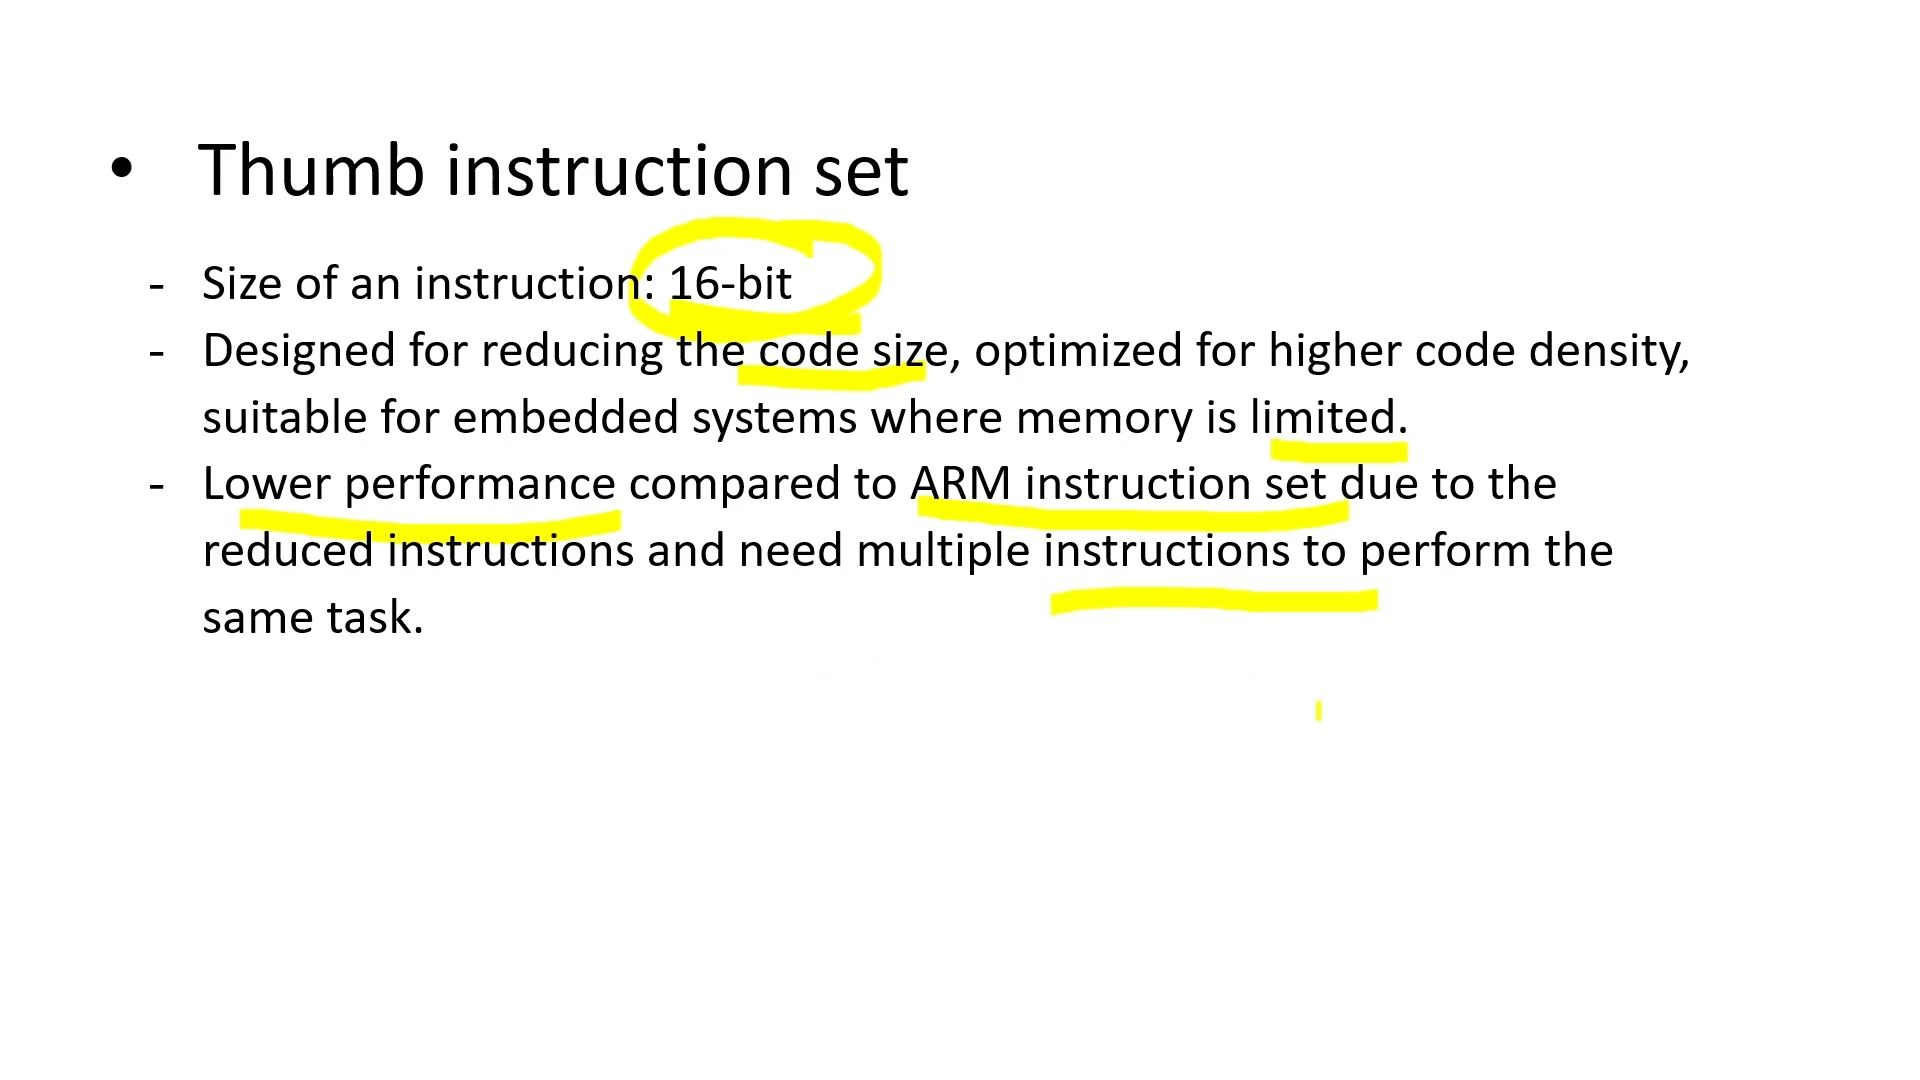 • Thumb instruction set
- Size of an instruction: 16-bit
- Designed for reducing the code size, optimized for higher code density,
suitable for embedded systems where memory is limited.
- Lower performance compared to ARM instruction set due to the
reduced instructions and need multiple instructions to perform the
same task.